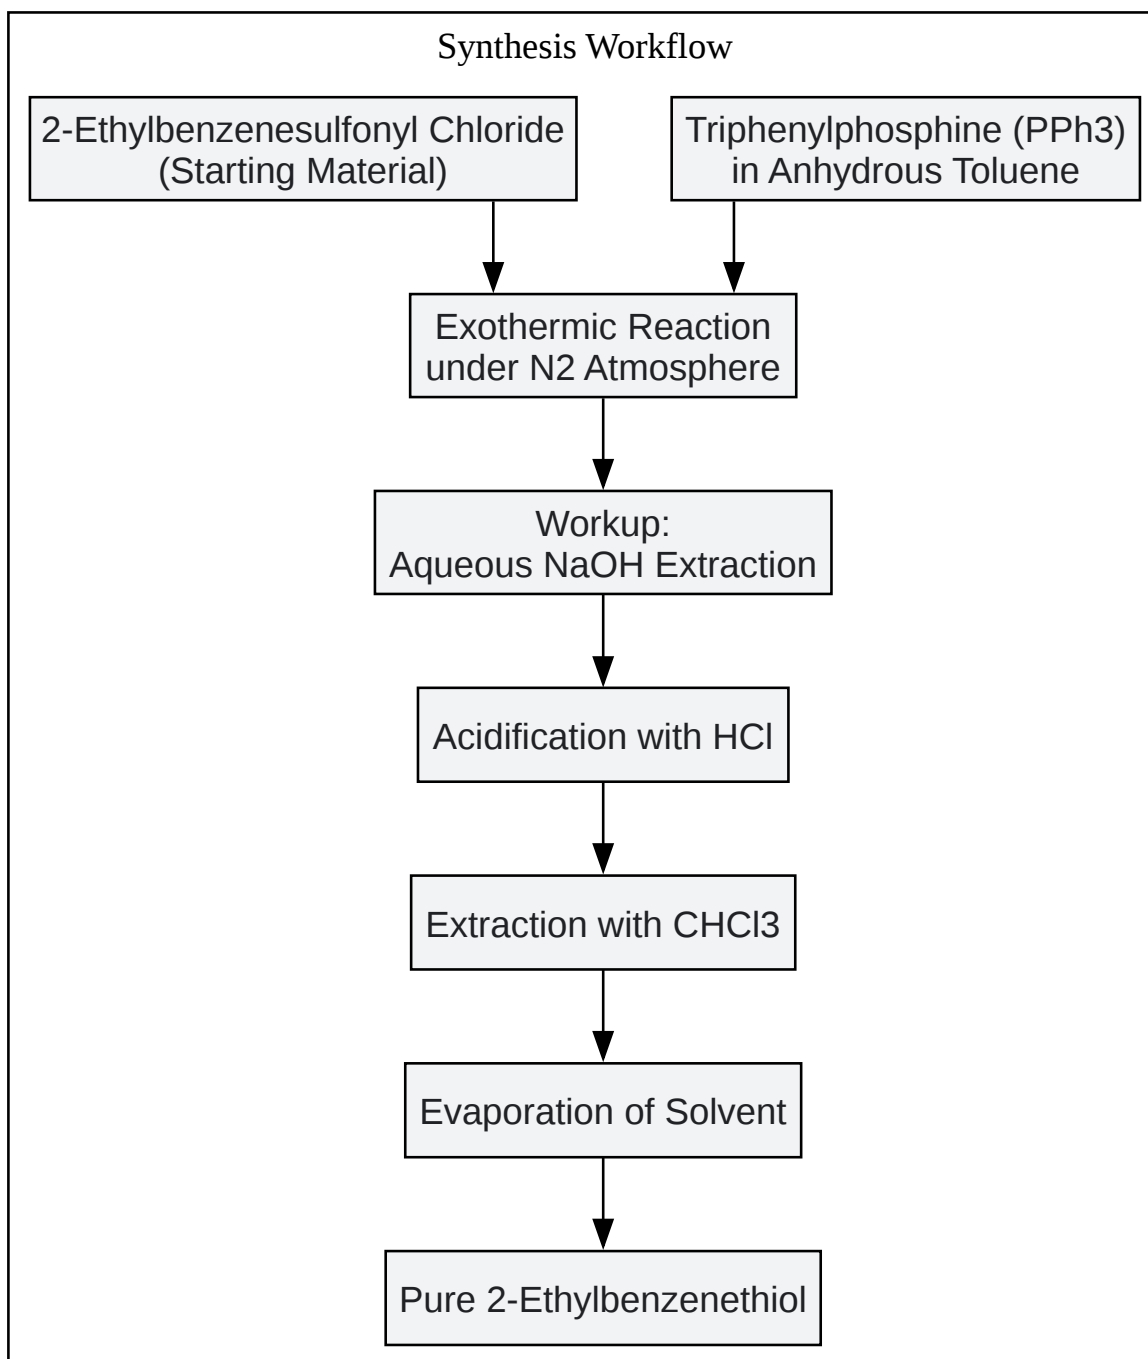 Synthesis Workflow
2-Ethylbenzenesulfonyl Chloride
(Starting Material)
Triphenylphosphine (PPh3)
in Anhydrous Toluene
Exothermic Reaction
under N2 Atmosphere
Workup:
Aqueous NaOH Extraction
Acidification with HCl
Extraction with CHCl3
Evaporation of Solvent
Pure 2-Ethylbenzenethiol